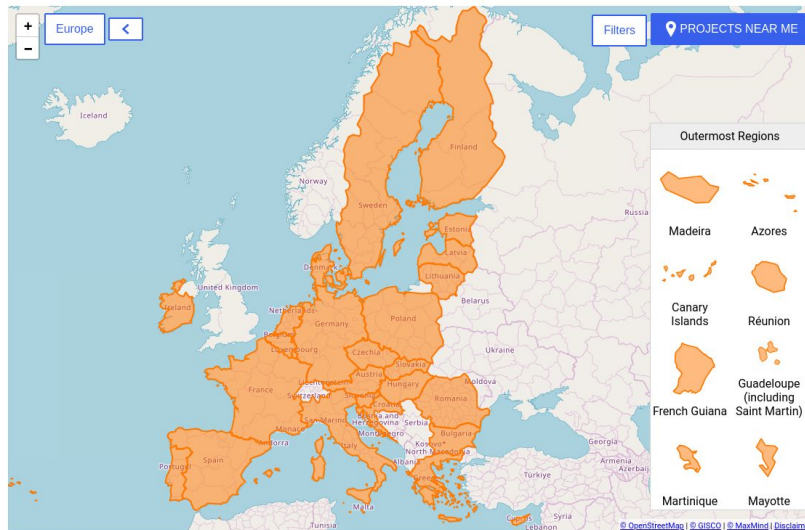 +
−
Europe
Filters
PROJECTS NEAR ME
Iceland
Finland
Norway
Sweden
Russia
Estonia
Latvia
Denmark
Lithuania
United Kingdom
Ireland
Belarus
Netherlands
Poland
Germany
Luxembourg
Czechia
Ukraine
Slovakia
Liechtenstein
Austria
Moldova
France
Switzerland
Hungary
Croatia
Romania
San Marino
Bosnia and
Herzegovina
Serbia
Monaco
Montenegro
Italy
Kosovo*
Bulgaria
Georgia
Andorra
North Macedonia
Albania
Armenia
Azerbaij
Portugal
Spain
Greece
Türkiye
Malta
Tunisia
Cyprus
Syria
Outermost Regions
Madeira
Azores
Canary
Islands
Réunion
French Guiana
Guadeloupe
(including
Saint Martin)
Martinique
Mayotte
© OpenStreetMap | © GISCO | © MaxMind | Disclaim